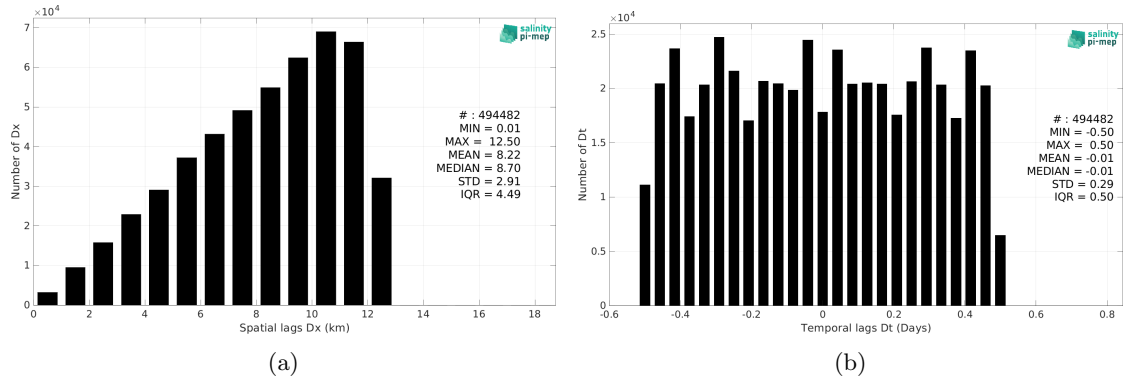 ×10⁴
7
6
5
4
3
2
1
0
Number of Dx
0 2 4 6 8 10 12 14 16 18
Spatial lags Dx (km)
salinity
pi-mep
# : 494482
MIN = 0.01
MAX = 12.50
MEAN = 8.22
MEDIAN = 8.70
STD = 2.91
IQR = 4.49
(a)
×10⁴
2.5
2
1.5
1
0.5
0
Number of Dt
-0.6 -0.4 -0.2 0 0.2 0.4 0.6 0.8
Temporal lags Dt (Days)
salinity
pi-mep
# : 494482
MIN = -0.50
MAX = 0.50
MEAN = -0.01
MEDIAN = -0.01
STD = 0.29
IQR = 0.50
(b)